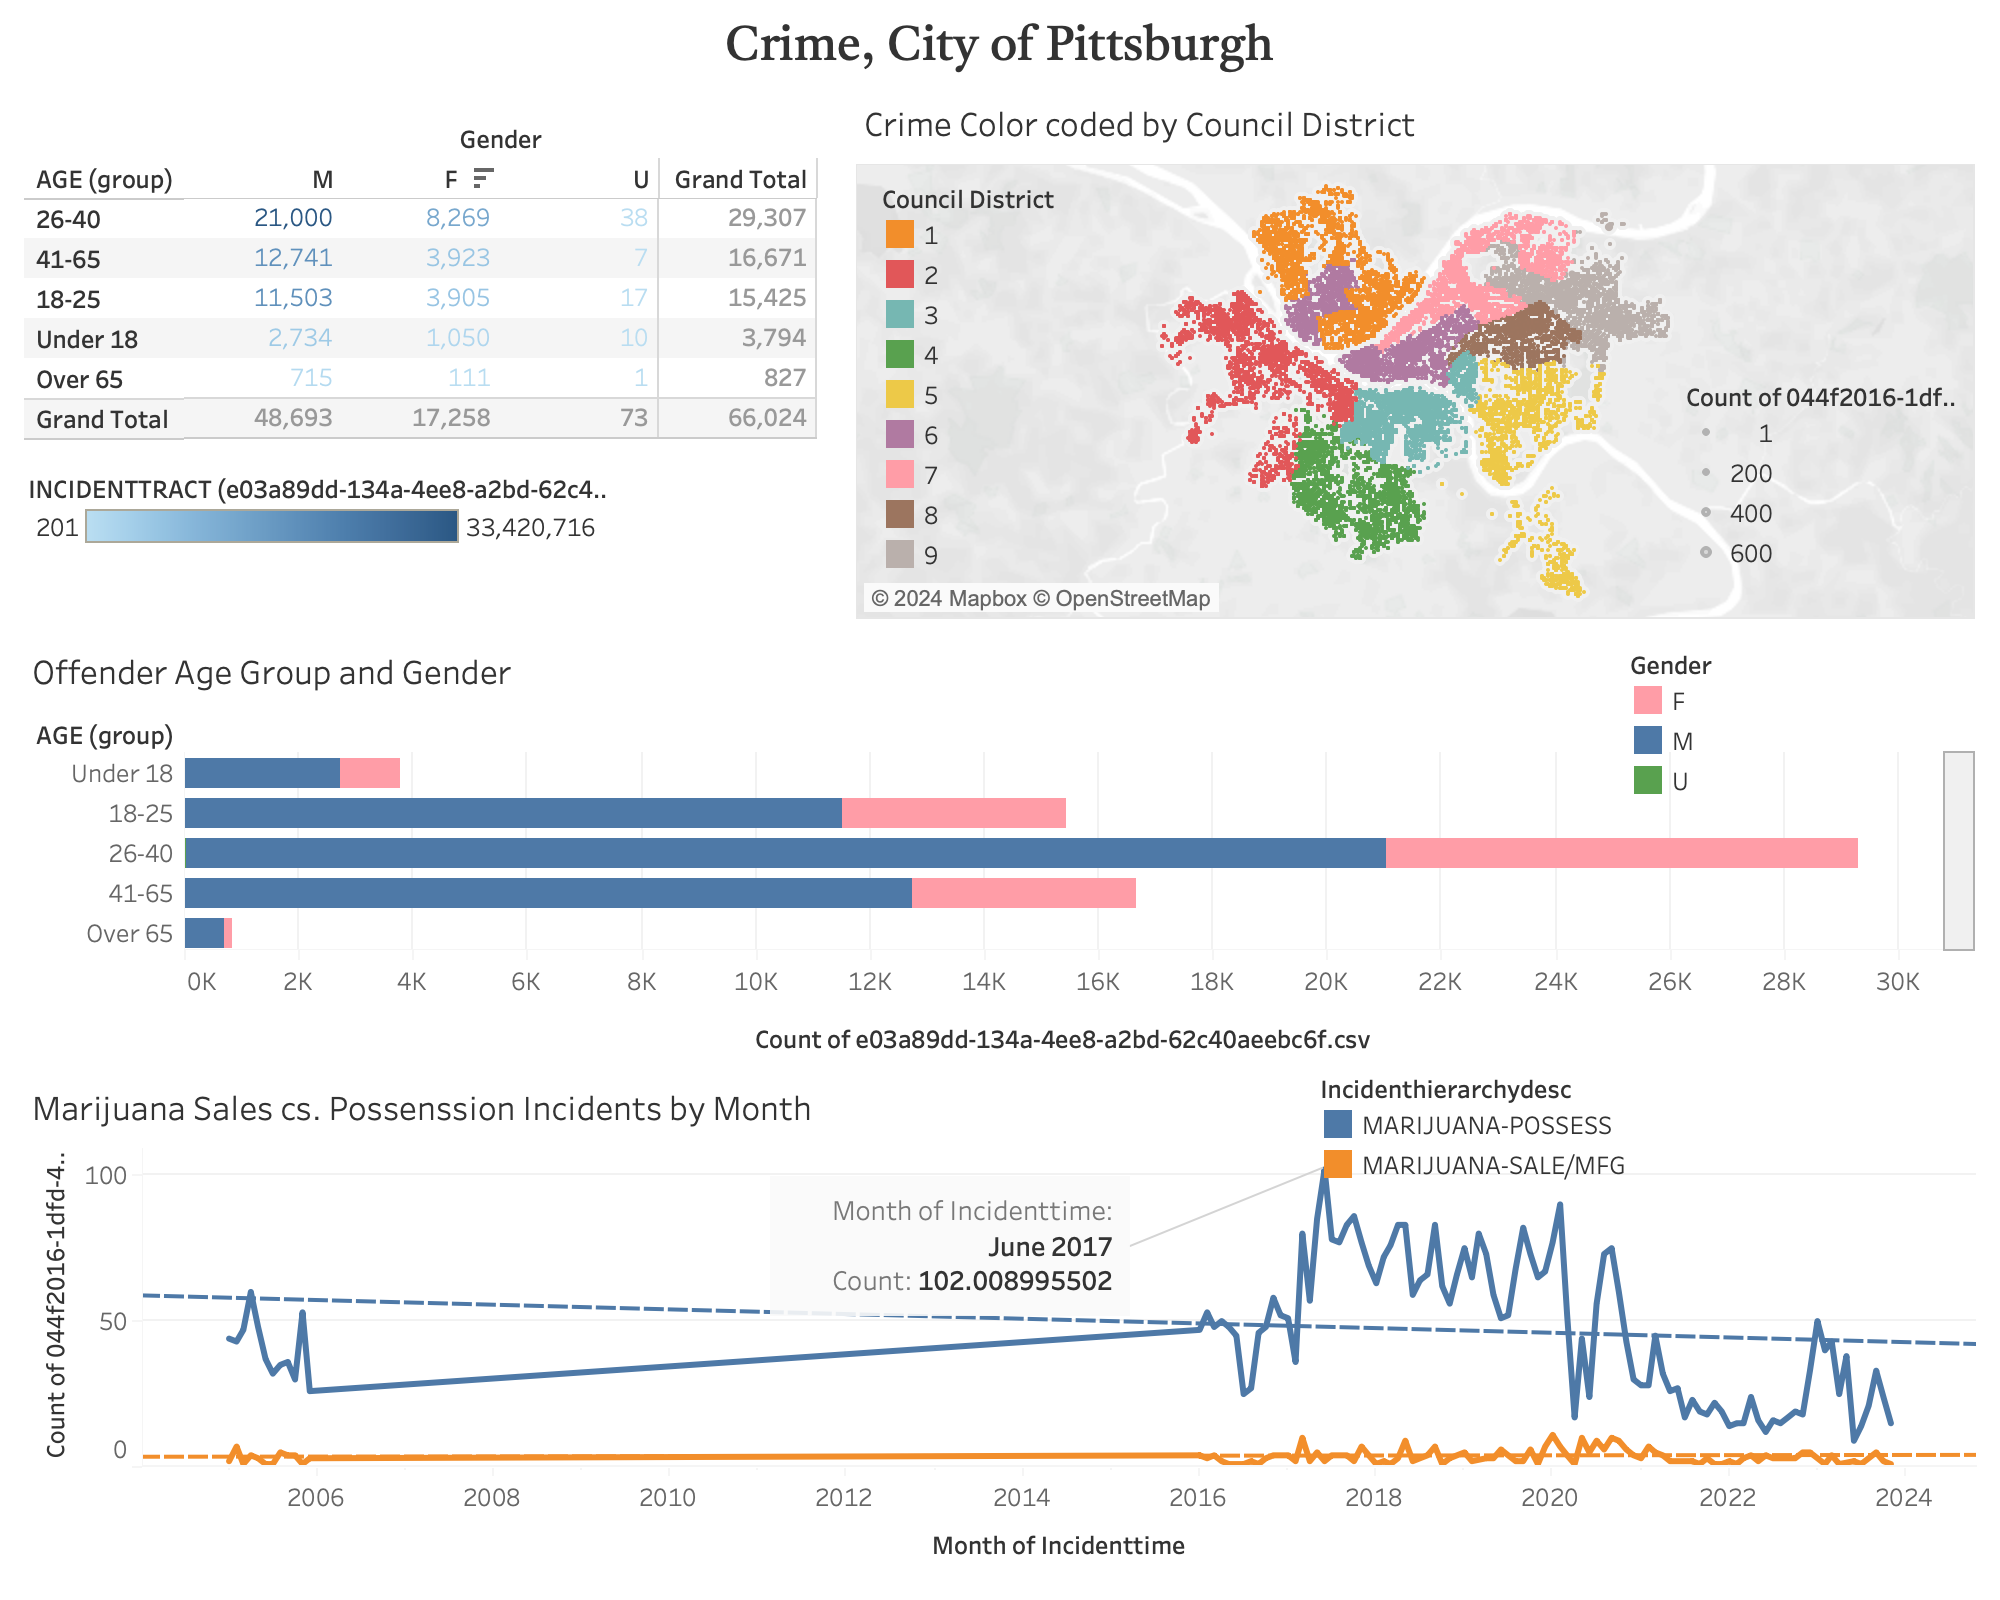 Crime, City of Pittsburgh
Gender
AGE (group) M F U Grand Total
26-40 21,000 8,269 38 29,307
41-65 12,741 3,923 7 16,671
18-25 11,503 3,905 17 15,425
Under 18 2,734 1,050 10 3,794
Over 65 715 111 1 827
Grand Total 48,693 17,258 73 66,024
INCIDENTTRACT (e03a89dd-134a-4ee8-a2bd-62c4..
201 33,420,716
Crime Color coded by Council District
Council District
1
2
3
4
5
6
7
8
9
Count of 044f2016-1df..
1
200
400
600
© 2024 Mapbox © OpenStreetMap
Offender Age Group and Gender
Gender
F
M
U
AGE (group)
Under 18
18-25
26-40
41-65
Over 65
0K 2K 4K 6K 8K 10K 12K 14K 16K 18K 20K 22K 24K 26K 28K 30K
Count of e03a89dd-134a-4ee8-a2bd-62c40aeebc6f.csv
Marijuana Sales cs. Possenssion Incidents by Month
Incidenthierarchydesc
MARIJUANA-POSSESS
MARIJUANA-SALE/MFG
Count of 044f2016-1dfd-4..
100
50
0
Month of Incidenttime:
June 2017
Count: 102.008995502
2006 2008 2010 2012 2014 2016 2018 2020 2022 2024
Month of Incidenttime